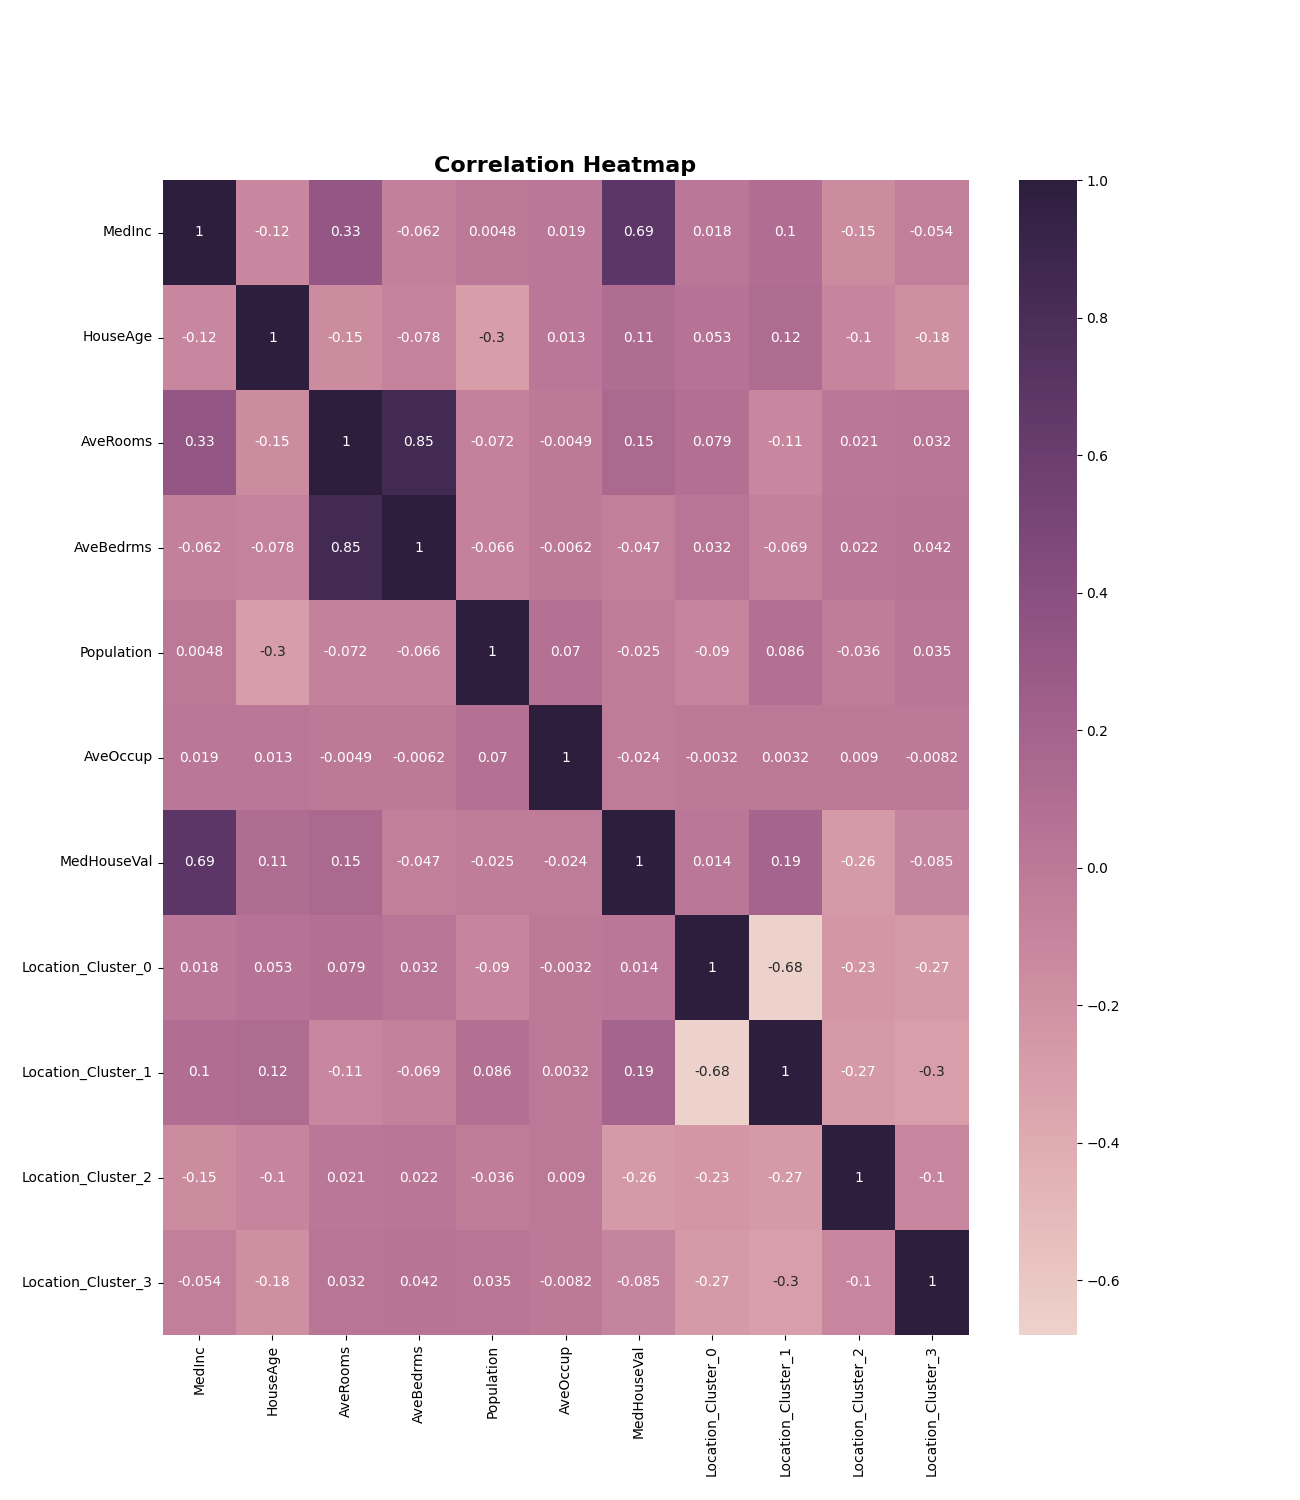 Correlation Heatmap
MedInc 1 -0.12 0.33 -0.062 0.0048 0.019 0.69 0.018 0.1 -0.15 -0.054
HouseAge -0.12 1 -0.15 -0.078 -0.3 0.013 0.11 0.053 0.12 -0.1 -0.18
AveRooms 0.33 -0.15 1 0.85 -0.072 -0.0049 0.15 0.079 -0.11 0.021 0.032
AveBedrms -0.062 -0.078 0.85 1 -0.066 -0.0062 -0.047 0.032 -0.069 0.022 0.042
Population 0.0048 -0.3 -0.072 -0.066 1 0.07 -0.025 -0.09 0.086 -0.036 0.035
AveOccup 0.019 0.013 -0.0049 -0.0062 0.07 1 -0.024 -0.0032 0.0032 0.009 -0.0082
MedHouseVal 0.69 0.11 0.15 -0.047 -0.025 -0.024 1 0.014 0.19 -0.26 -0.085
Location_Cluster_0 0.018 0.053 0.079 0.032 -0.09 -0.0032 0.014 1 -0.68 -0.23 -0.27
Location_Cluster_1 0.1 0.12 -0.11 -0.069 0.086 0.0032 0.19 -0.68 1 -0.27 -0.3
Location_Cluster_2 -0.15 -0.1 0.021 0.022 -0.036 0.009 -0.26 -0.23 -0.27 1 -0.1
Location_Cluster_3 -0.054 -0.18 0.032 0.042 0.035 -0.0082 -0.085 -0.27 -0.3 -0.1 1
MedInc
HouseAge
AveRooms
AveBedrms
Population
AveOccup
MedHouseVal
Location_Cluster_0
Location_Cluster_1
Location_Cluster_2
Location_Cluster_3
1.0
0.8
0.6
0.4
0.2
0.0
−0.2
−0.4
−0.6